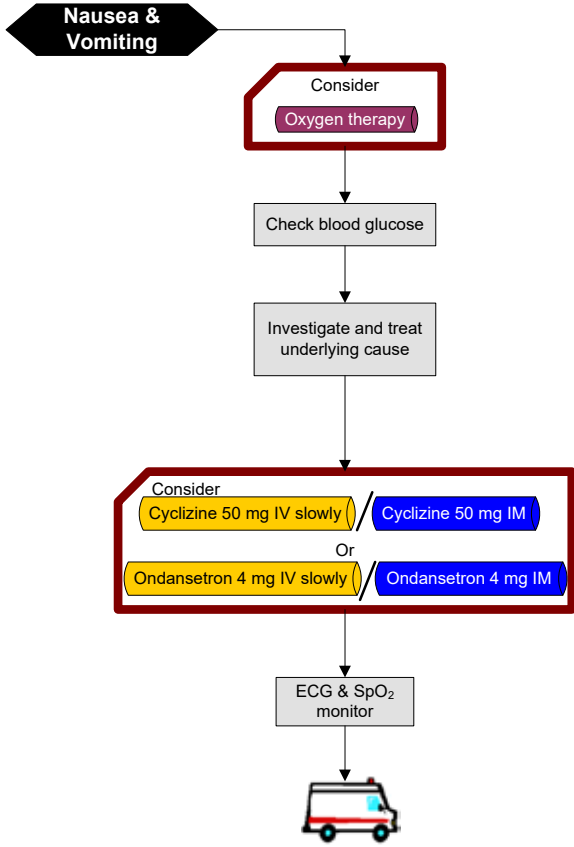 Nausea &
Vomiting
Consider
Oxygen therapy
Check blood glucose
Investigate and treat
underlying cause
Consider
Cyclizine 50 mg IV slowly / Cyclizine 50 mg IM
Or
Ondansetron 4 mg IV slowly / Ondansetron 4 mg IM
ECG & SpO₂
monitor